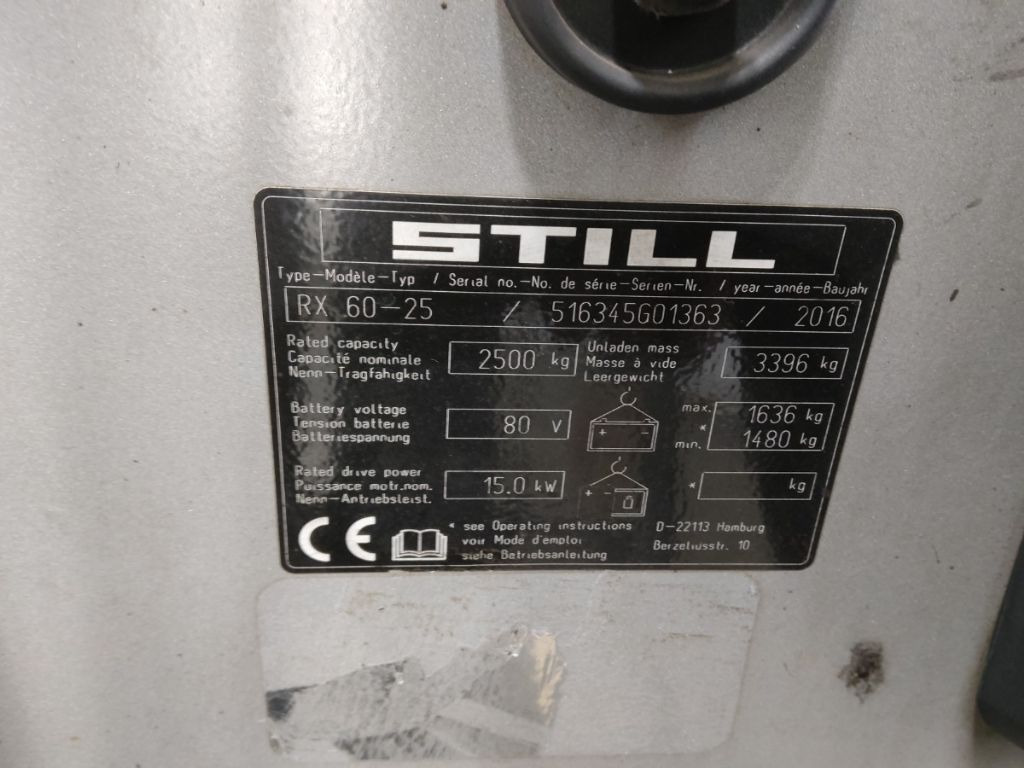 STILL
Type-Modèle-Typ / Serial no.-No. de série-Serien-Nr. / year-année-Baujahr
RX 60-25 / 516345G01363 / 2016
Rated capacity
Capacité nominale
Nenn-Tragfähigkeit
2500 kg
Unladen mass
Masse à vide
Leergewicht
3396 kg
Battery voltage
Tension batterie
Batteriespannung
80 V
+ -
max. 1636 kg
*
min. 1480 kg
Rated drive power
Puissance motr.nom.
Nenn-Antriebsleist.
15.0 kW
+ -
* kg
CE
* see Operating instructions
voir Mode d'emploi
siehe Betriebsanleitung
D-22113 Hamburg
Berzeliusstr. 10